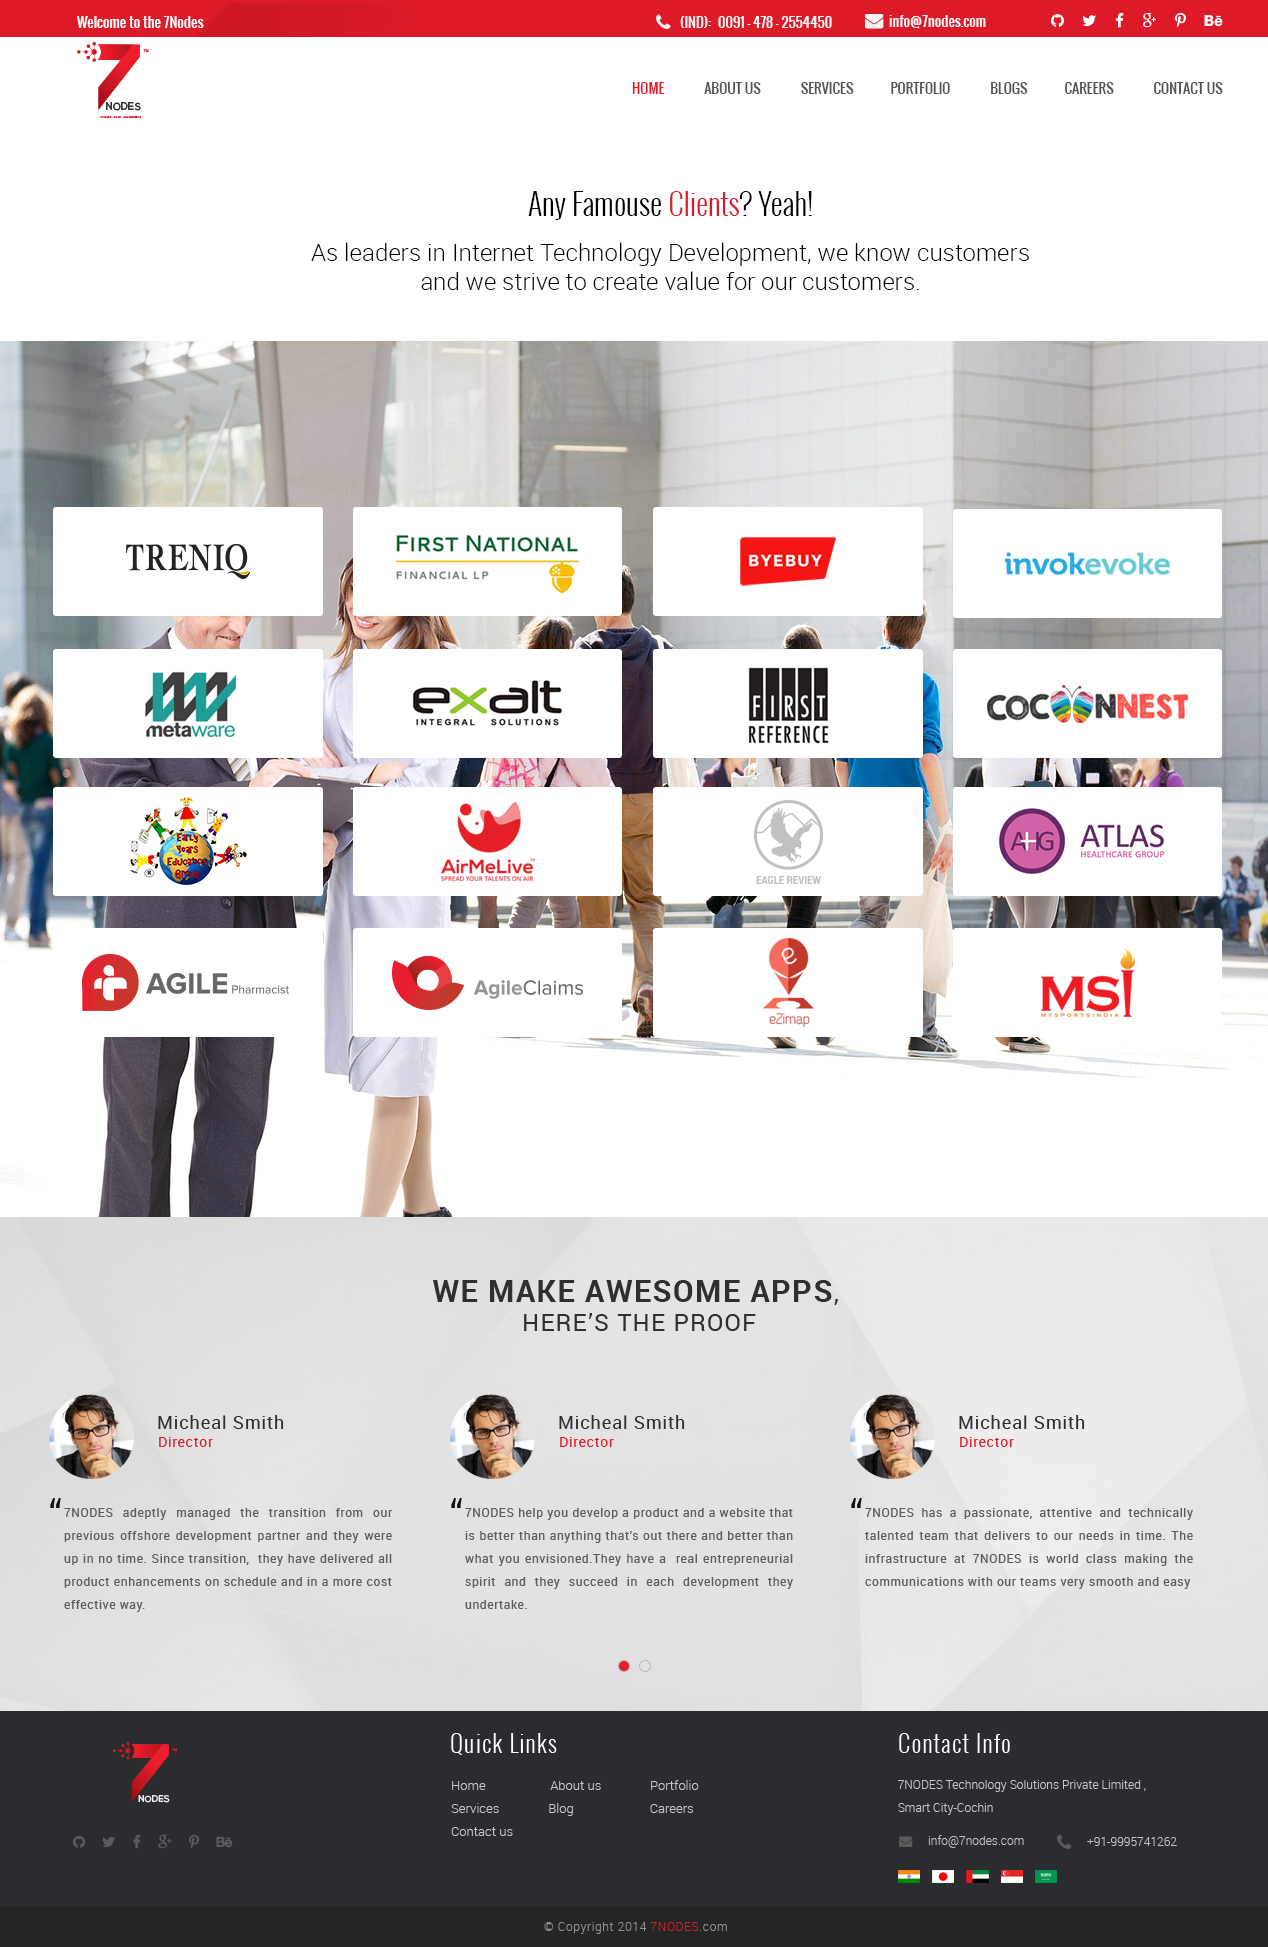 Welcome to the 7Nodes
(IND): 0091 - 478 - 2554450
info@7nodes.com
7
™
NODES
HOME
ABOUT US
SERVICES
PORTFOLIO
BLOGS
CAREERS
CONTACT US
Any Famouse Clients? Yeah!
As leaders in Internet Technology Development, we know customers
and we strive to create value for our customers.
TRENIQ
FIRST NATIONAL
FINANCIAL LP
BYEBUY
invokevoke
metaware
exalt
INTEGRAL SOLUTIONS
FIRST
REFERENCE
COCOONNEST
Early
Years
Education
Group
®
AirMeLive™
SPREAD YOUR TALENTS ON AIR
EAGLE REVIEW
AHG
ATLAS
HEALTHCARE GROUP
AGILE Pharmacist
AgileClaims
e
e2imap
MSI
MYSPORTSINDIA
WE MAKE AWESOME APPS,
HERE’S THE PROOF
Micheal Smith
Director
“
7NODES adeptly managed the transition from our
previous offshore development partner and they were
up in no time. Since transition, they have delivered all
product enhancements on schedule and in a more cost
effective way.
Micheal Smith
Director
“
7NODES help you develop a product and a website that
is better than anything that’s out there and better than
what you envisioned.They have a real entrepreneurial
spirit and they succeed in each development they
undertake.
Micheal Smith
Director
“
7NODES has a passionate, attentive and technically
talented team that delivers to our needs in time. The
infrastructure at 7NODES is world class making the
communications with our teams very smooth and easy
7
™
NODES
Quick Links
Home
About us
Portfolio
Services
Blog
Careers
Contact us
Contact Info
7NODES Technology Solutions Private Limited ,
Smart City-Cochin
info@7nodes.com
+91-9995741262
© Copyright 2014 7NODES.com